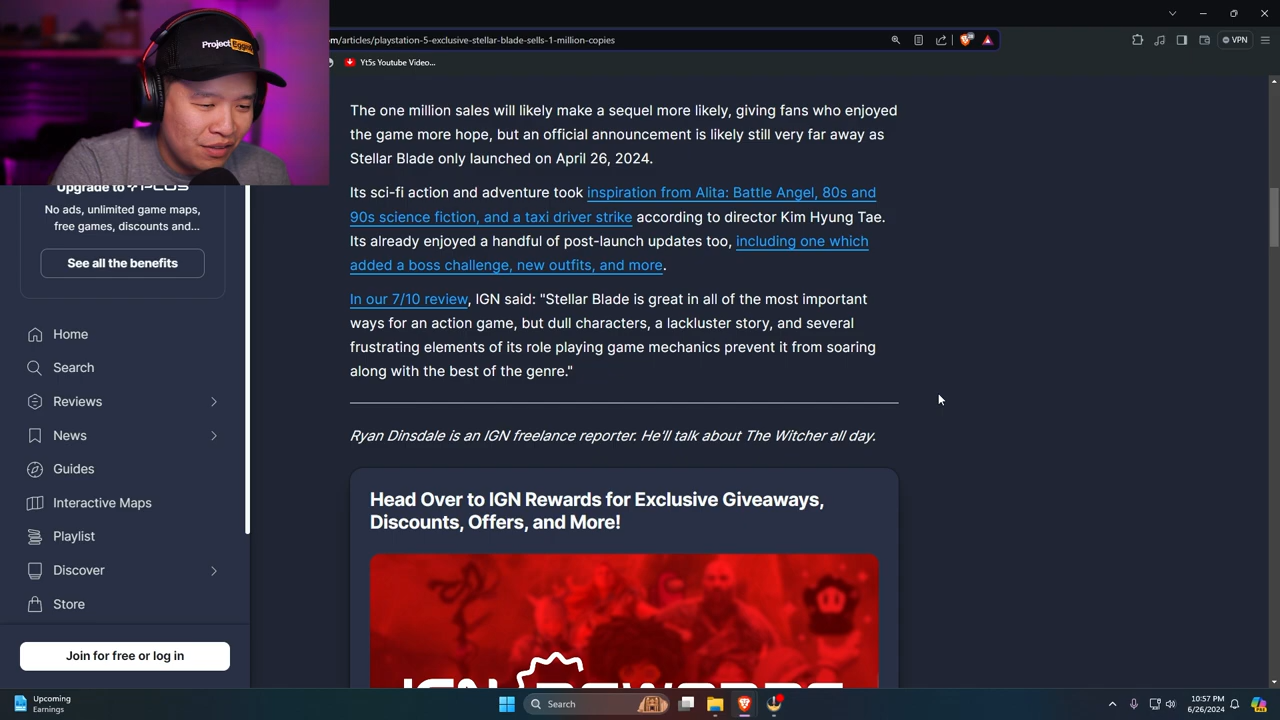 Project Egging
om/articles/playstation-5-exclusive-stellar-blade-sells-1-million-copies
VPN
Yt5s Youtube Video...
The one million sales will likely make a sequel more likely, giving fans who enjoyed
the game more hope, but an official announcement is likely still very far away as
Stellar Blade only launched on April 26, 2024.
Its sci-fi action and adventure took inspiration from Alita: Battle Angel, 80s and
90s science fiction, and a taxi driver strike according to director Kim Hyung Tae.
Its already enjoyed a handful of post-launch updates too, including one which
added a boss challenge, new outfits, and more.
In our 7/10 review, IGN said: "Stellar Blade is great in all of the most important
ways for an action game, but dull characters, a lackluster story, and several
frustrating elements of its role playing game mechanics prevent it from soaring
along with the best of the genre."
Ryan Dinsdale is an IGN freelance reporter. He'll talk about The Witcher all day.
Head Over to IGN Rewards for Exclusive Giveaways,
Discounts, Offers, and More!
IGN REWARDS
Upgrade to PLUS
No ads, unlimited game maps,
free games, discounts and...
See all the benefits
Home
Search
Reviews
News
Guides
Interactive Maps
Playlist
Discover
Store
Join for free or log in
Upcoming
Earnings
Search
10:57 PM
6/26/2024